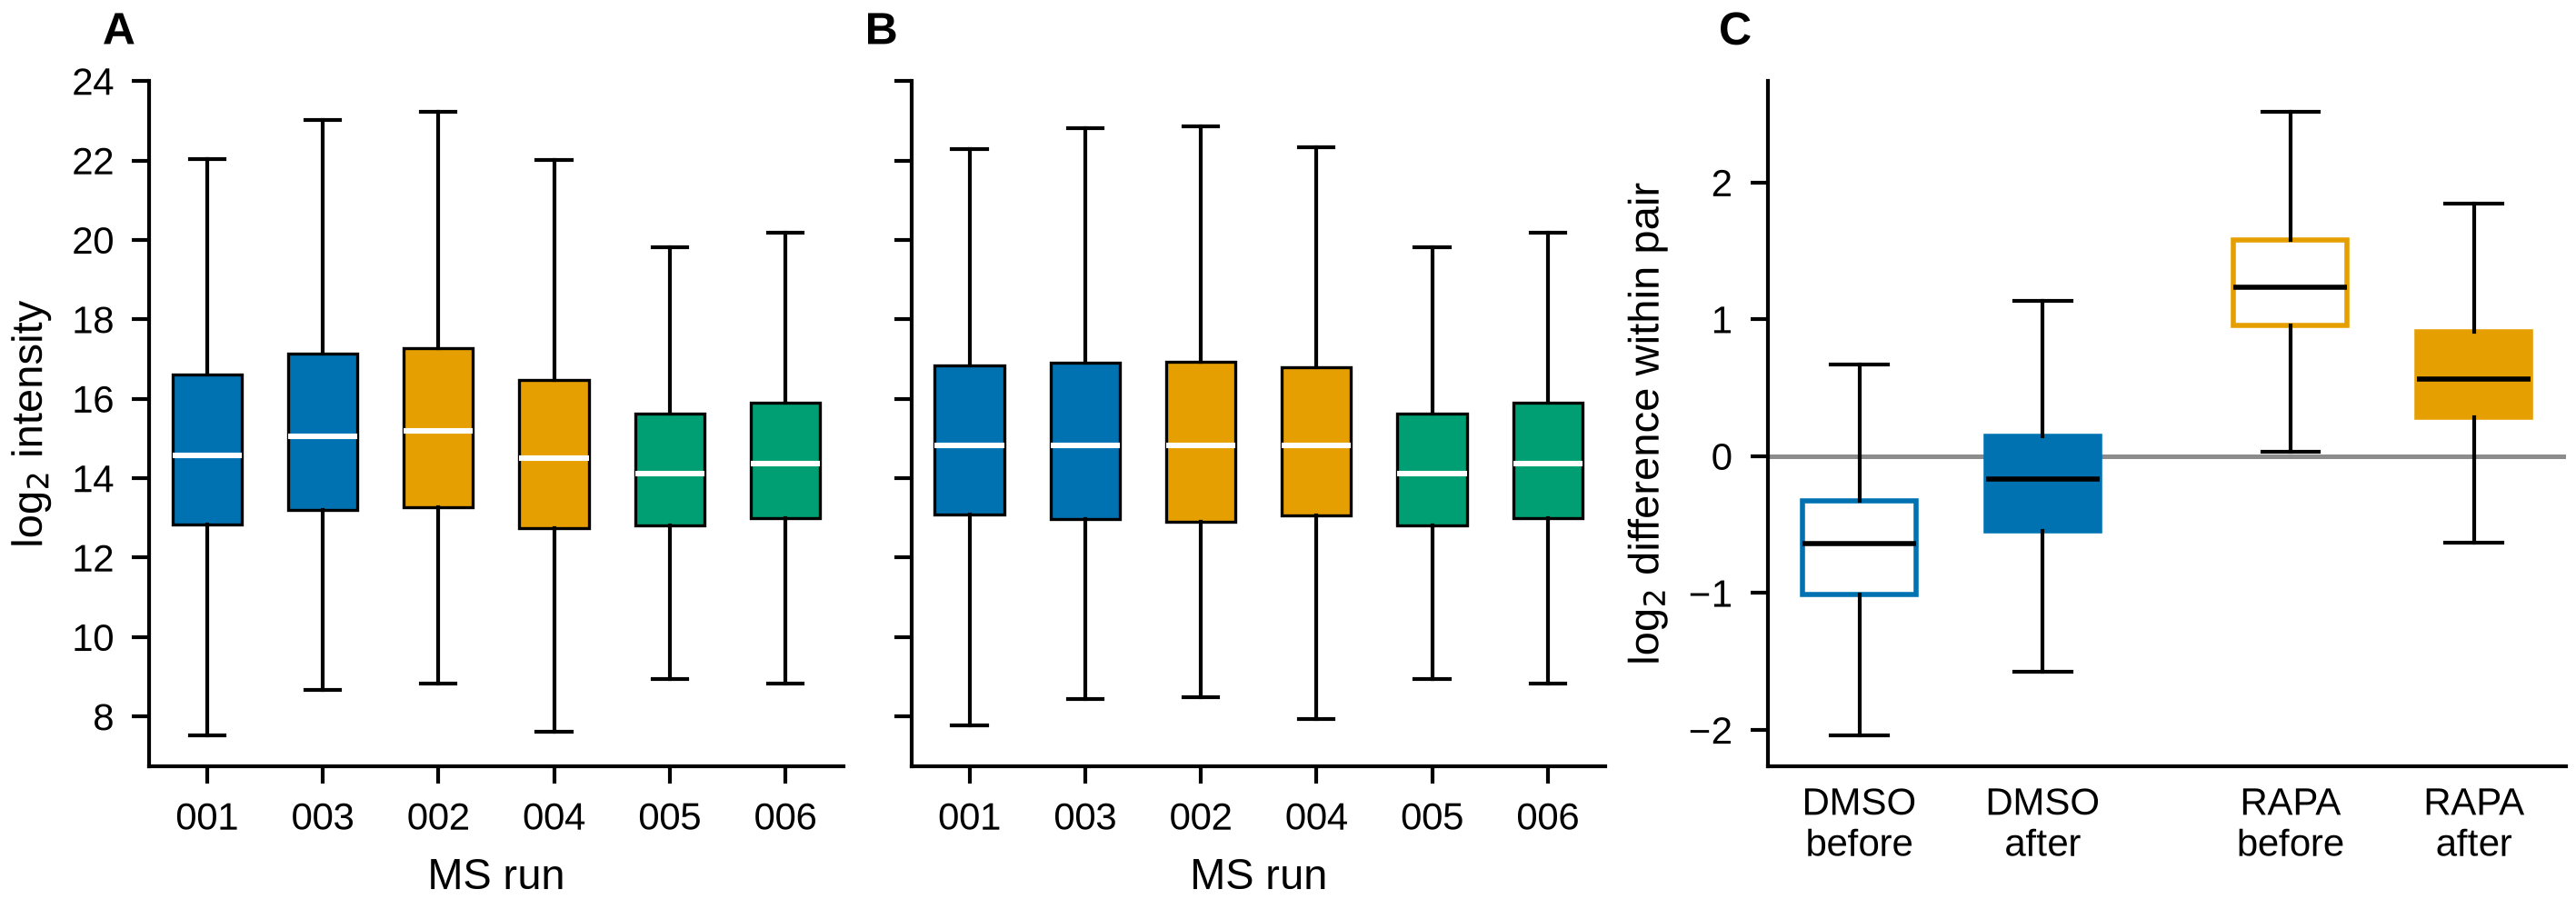 A
B
C
log₂ intensity
24
22
20
18
16
14
12
10
8
001 003 002 004 005 006
MS run
001 003 002 004 005 006
MS run
log₂ difference within pair
2
1
0
−1
−2
DMSO before
DMSO after
RAPA before
RAPA after